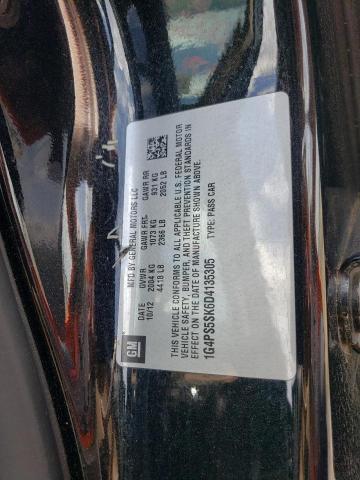 GM
MFD BY GENERAL MOTORS LLC
DATE GVWR GAWR FRT. GAWR RR
10/12 2004 KG 1073 KG 931 KG
4418 LB 2366 LB 2052 LB
THIS VEHICLE CONFORMS TO ALL APPLICABLE U.S. FEDERAL MOTOR
VEHICLE SAFETY, BUMPER, AND THEFT PREVENTION STANDARDS IN
EFFECT ON THE DATE OF MANUFACTURE SHOWN ABOVE.
1G4PS5SK6D4135305 TYPE: PASS CAR